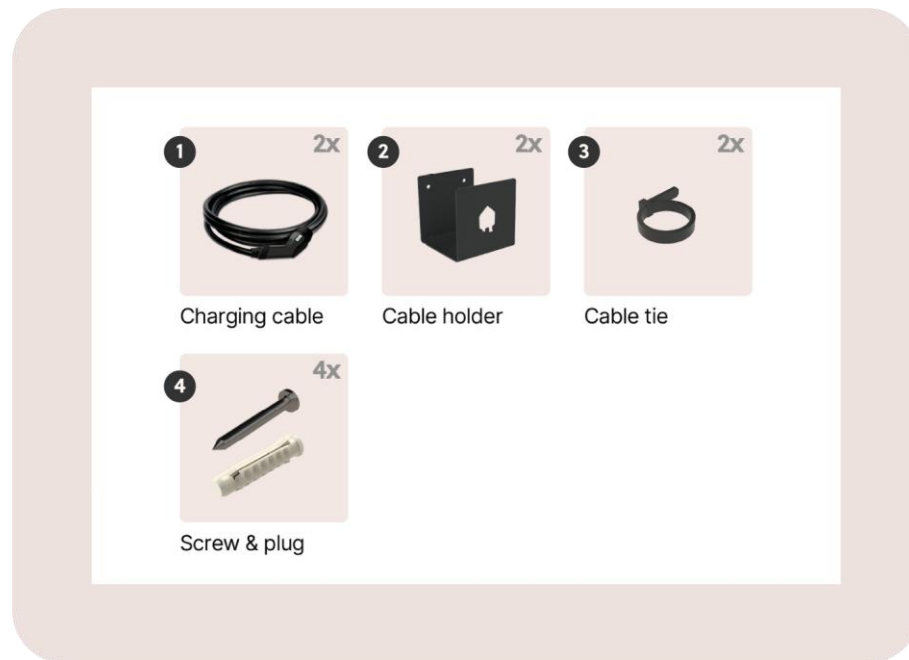 1 2x
2 2x
3 2x
Charging cable
Cable holder
Cable tie
4 4x
Screw & plug